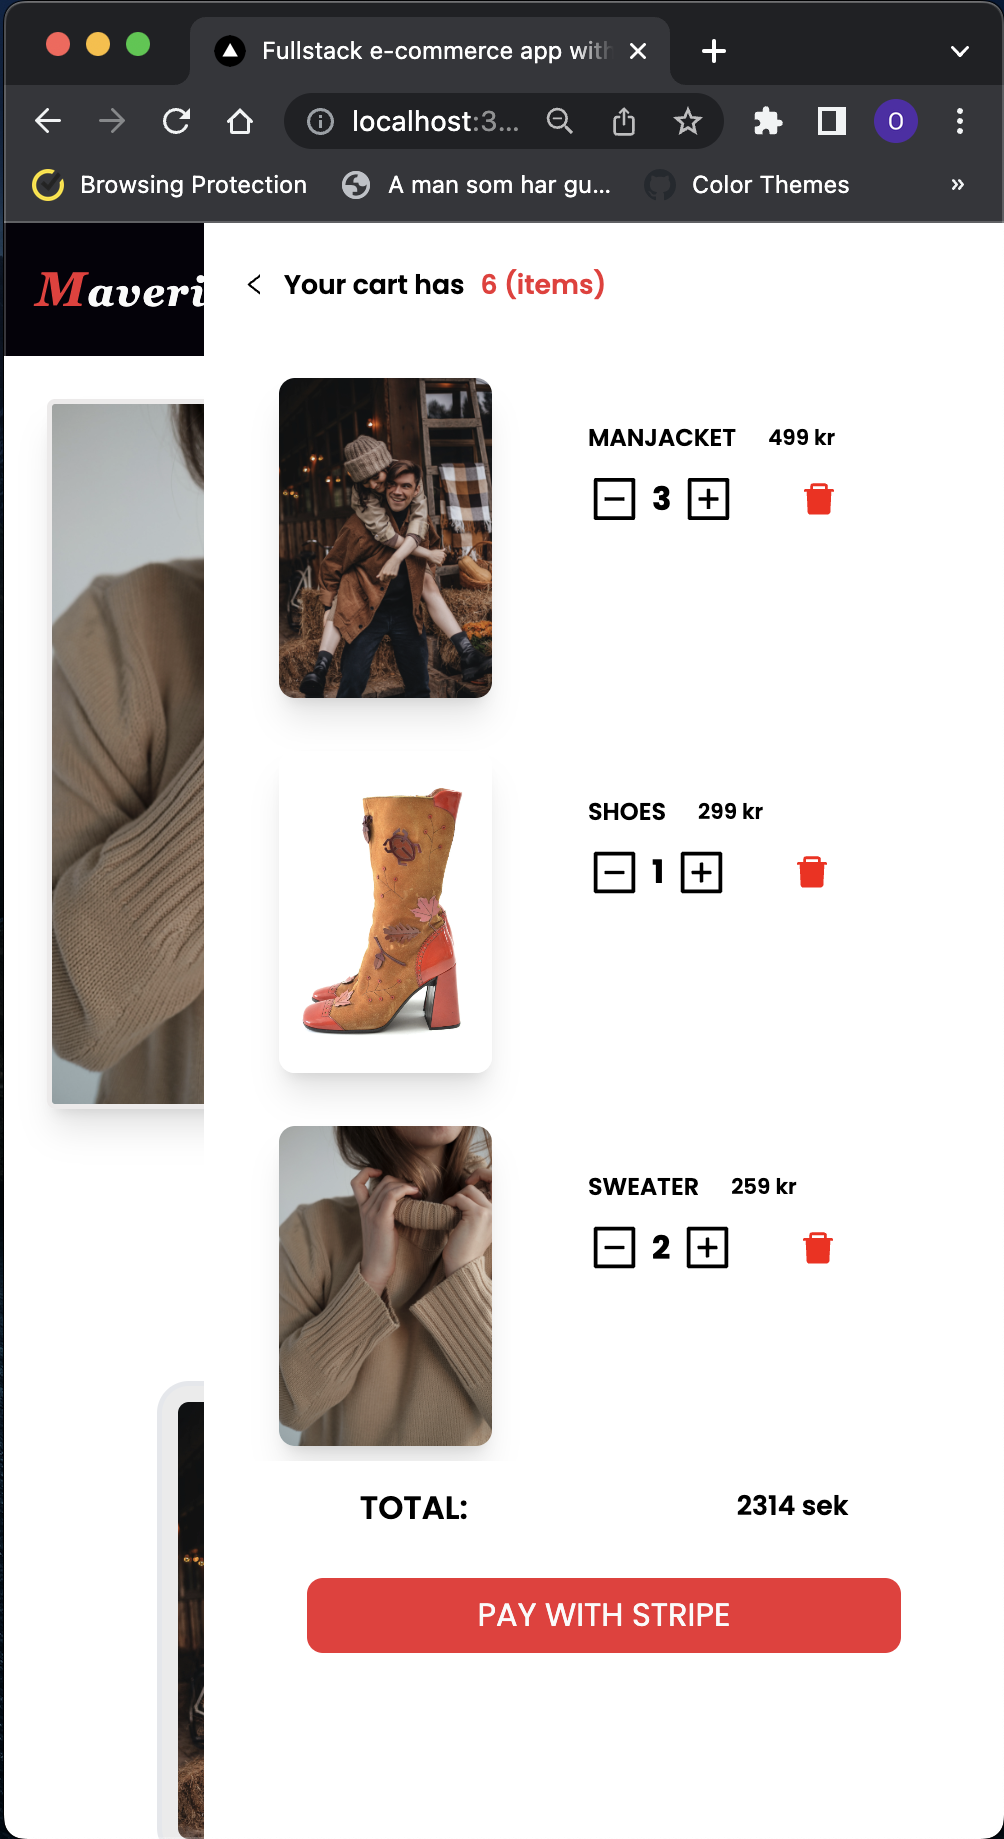 Fullstack e-commerce app with
localhost:3...
Browsing Protection
A man som har gu...
Color Themes
»
Maveri
Your cart has 6 (items)
MANJACKET 499 kr
3
SHOES 299 kr
1
SWEATER 259 kr
2
TOTAL: 2314 sek
PAY WITH STRIPE
O